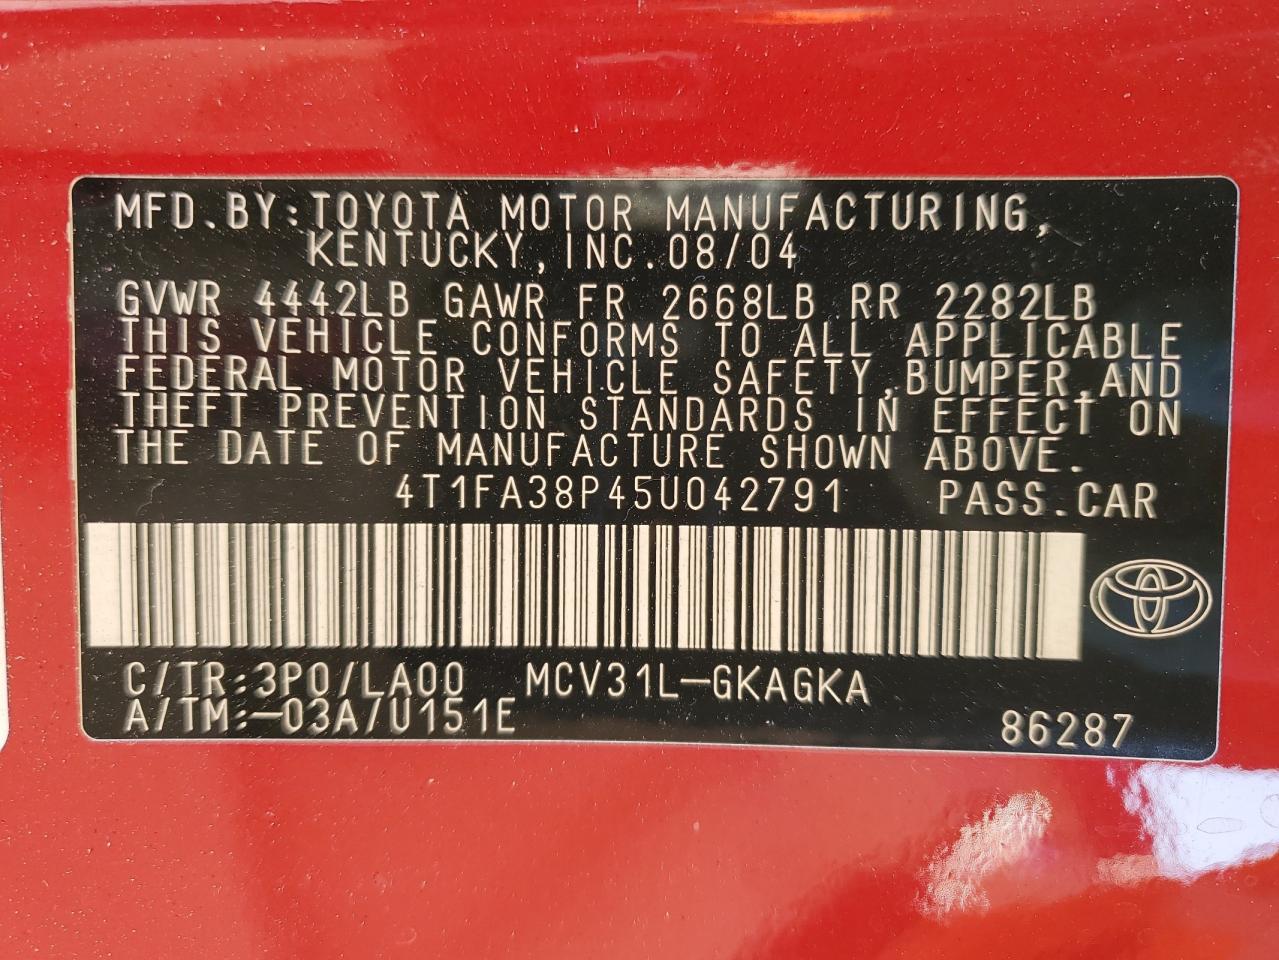 MFD.BY:TOYOTA MOTOR MANUFACTURING,
KENTUCKY,INC.08/04
GVWR 4442LB GAWR FR 2668LB RR 2282LB
THIS VEHICLE CONFORMS TO ALL APPLICABLE
FEDERAL MOTOR VEHICLE SAFETY,BUMPER,AND
THEFT PREVENTION STANDARDS IN EFFECT ON
THE DATE OF MANUFACTURE SHOWN ABOVE.
4T1FA38P45U042791 PASS.CAR
C/TR:3P0/LA00 MCV31L-GKAGKA
A/TM:-03A/U151E 86287